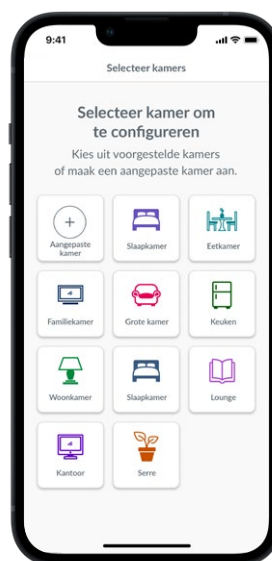 9:41
Selecteer kamers
Selecteer kamer om
te configureren
Kies uit voorgestelde kamers
of maak een aangepaste kamer aan.
Aangepaste
kamer
Slaapkamer
Eetkamer
Familiekamer
Grote kamer
Keuken
Woonkamer
Slaapkamer
Lounge
Kantoor
Serre